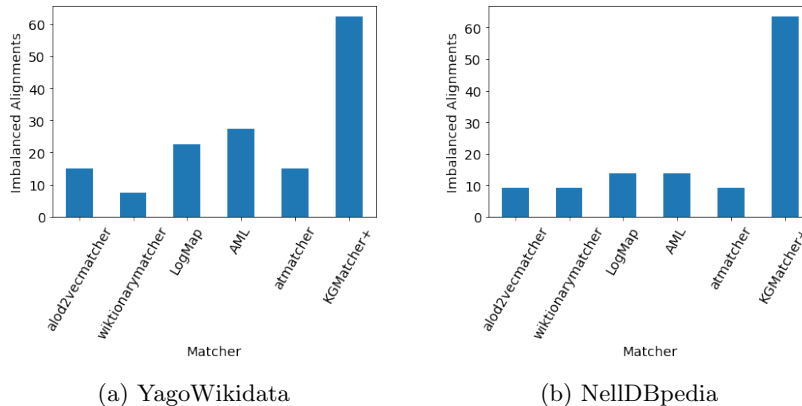 Imbalanced Alignments
60
50
40
30
20
10
0
alod2vecmatcher
wiktionarymatcher
LogMap
AML
atmatcher
KGMatcher+
Matcher
(a) YagoWikidata
Imbalanced Alignments
60
50
40
30
20
10
0
alod2vecmatcher
wiktionarymatcher
LogMap
AML
atmatcher
KGMatcher+
Matcher
(b) NellDBpedia